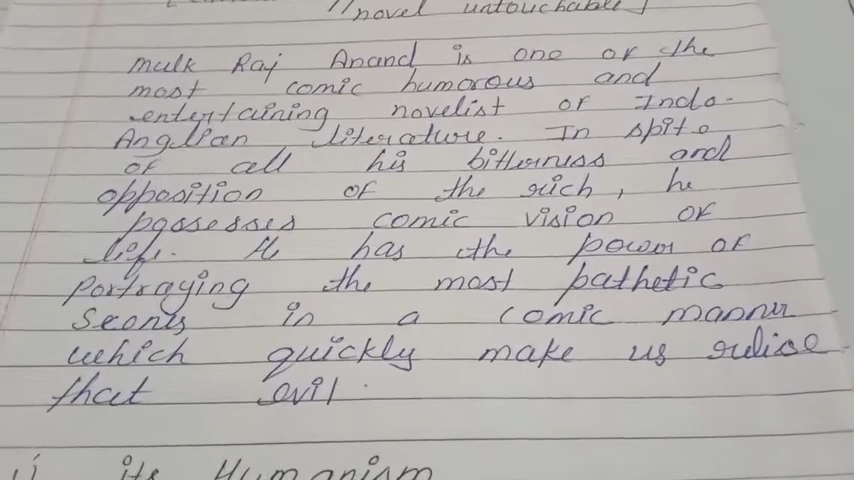 novel untouchable]
mulk Raj Anand is one of the
most comic humorous and
entertaining novelist of Indo-
Anglian literature. In spite
of all his bitterness and
opposition of the rich, he
possesses comic vision of
life. He has the power of
Portraying the most pathetic
Scenes in a comic manner
which quickly make us
that evil.
its Humanism